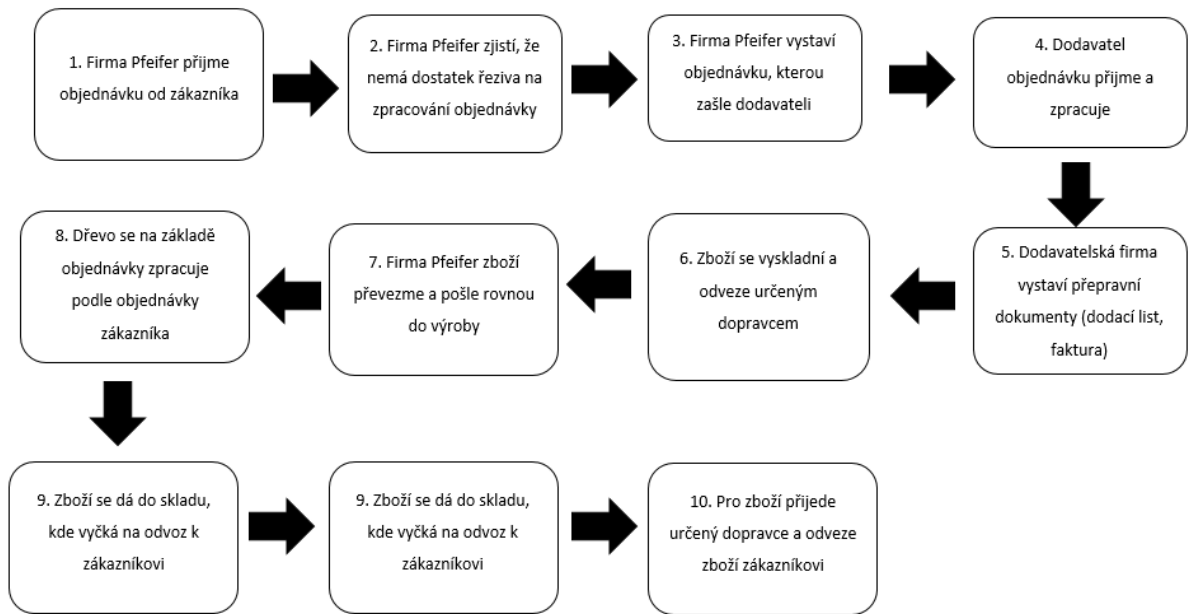 1. Firma Pfeifer přijme
objednávku od zákazníka
2. Firma Pfeifer zjistí, že
nemá dostatek řeziva na
zpracování objednávky
3. Firma Pfeifer vystaví
objednávku, kterou
zašle dodavateli
4. Dodavatel
objednávku přijme a
zpracuje
5. Dodavatelská firma
vystaví přepravní
dokumenty (dodací list,
faktura)
6. Zboží se vyskladní a
odveze určeným
dopravcem
7. Firma Pfeifer zboží
převezme a pošle rovnou
do výroby
8. Dřevo se na základě
objednávky zpracuje
podle objednávky
zákazníka
9. Zboží se dá do skladu,
kde vyčká na odvoz k
zákazníkovi
9. Zboží se dá do skladu,
kde vyčká na odvoz k
zákazníkovi
10. Pro zboží přijede
určený dopravce a odveze
zboží zákazníkovi